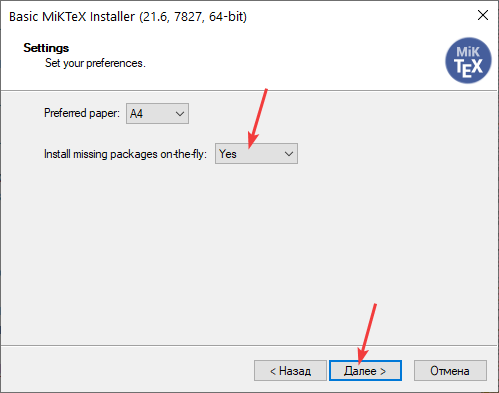 Basic MiKTeX Installer (21.6, 7827, 64-bit)
Settings
Set your preferences.
MiK
TEX
Preferred paper: A4
Install missing packages on-the-fly: Yes
< Назад Далее > Отмена